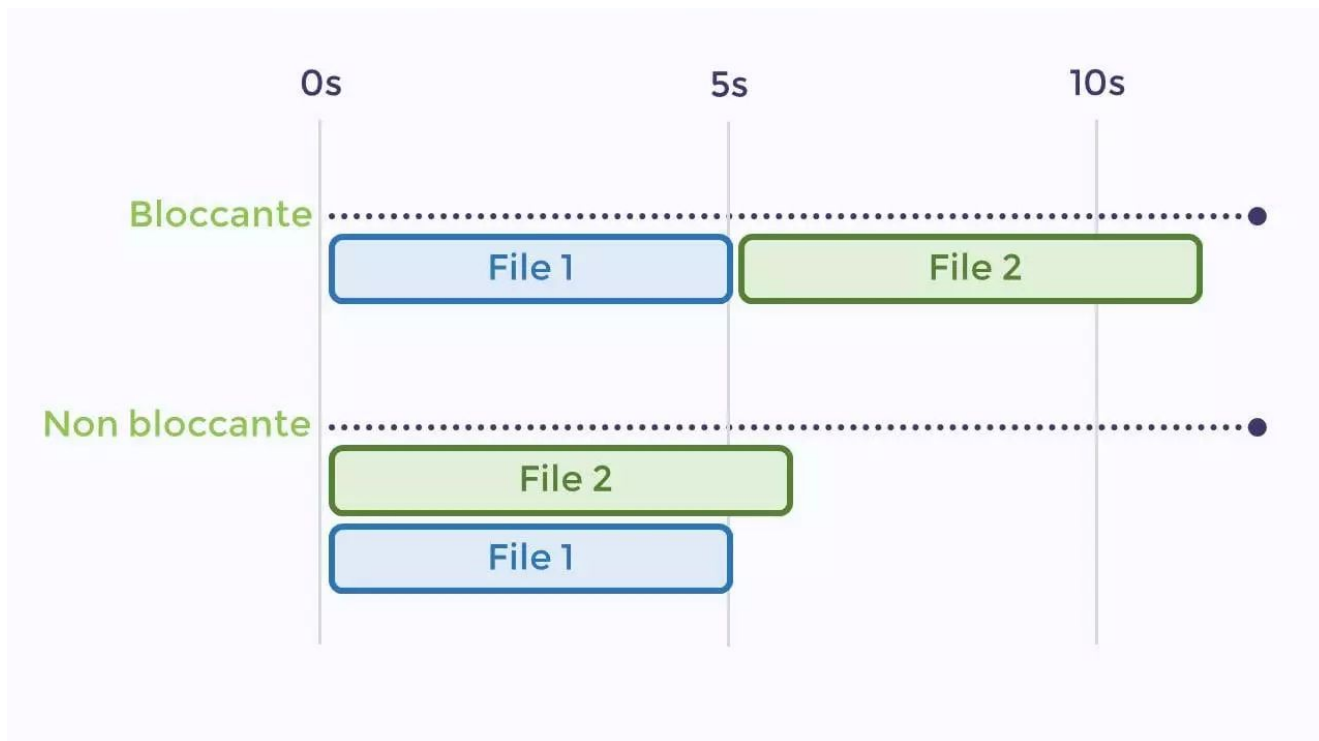 0s 5s 10s
Bloccante
File 1 File 2
Non bloccante
File 2
File 1